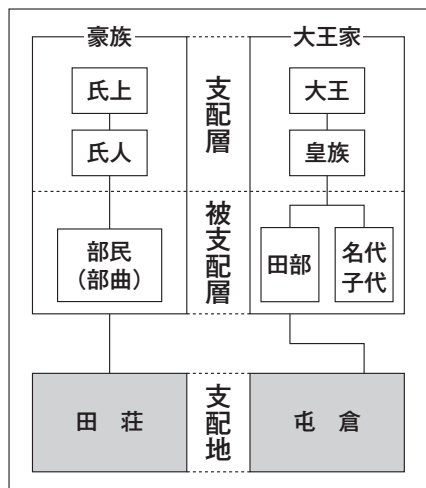 豪族
大王家
支配層
氏上
大王
氏人
皇族
被支配層
部民
(部曲)
田部
名代
子代
支配地
田 荘
屯 倉